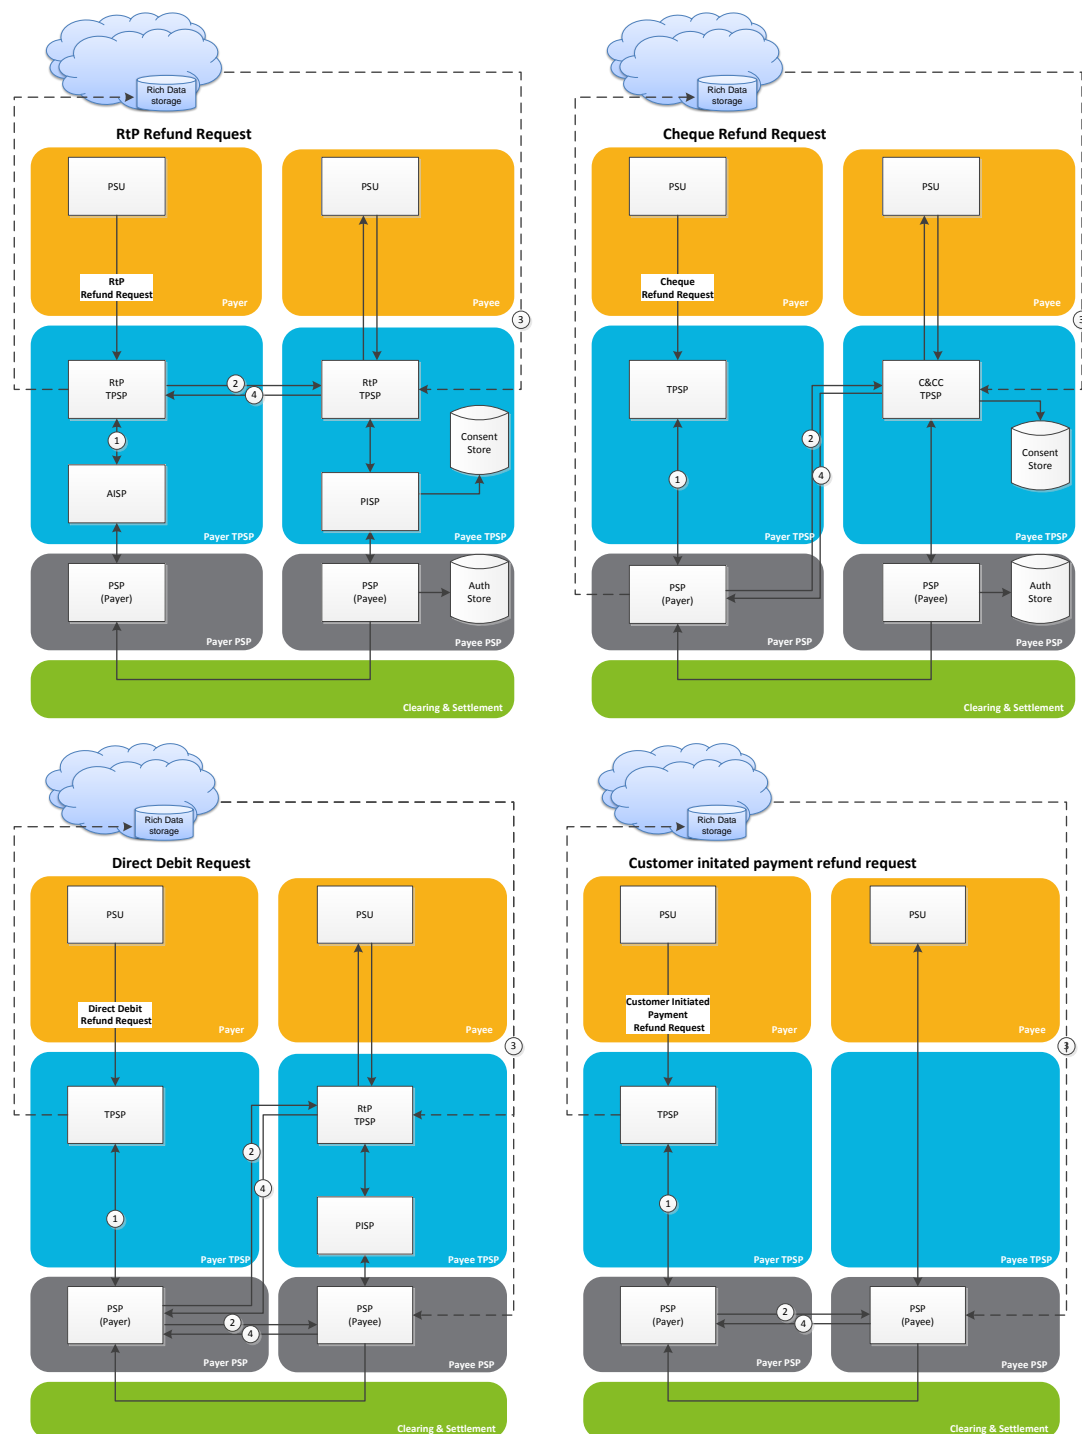 Rich Data
storage
RtP Refund Request
PSU
PSU
RtP
Refund Request
Payer
Payee
3
RtP
TPSP
2
4
RtP
TPSP
1
Consent
Store
AISP
PISP
Payer TPSP
Payee TPSP
PSP
(Payer)
PSP
(Payee)
Auth
Store
Payer PSP
Payee PSP
Clearing & Settlement
Rich Data
storage
Cheque Refund Request
PSU
PSU
Cheque
Refund Request
Payer
Payee
3
TPSP
C&CC
TPSP
2
4
1
Consent
Store
Payer TPSP
Payee TPSP
PSP
(Payer)
PSP
(Payee)
Auth
Store
Payer PSP
Payee PSP
Clearing & Settlement
Rich Data
storage
Direct Debit Request
PSU
PSU
Direct Debit
Refund Request
Payer
Payee
3
TPSP
RtP
TPSP
2
4
1
PISP
Payer TPSP
Payee TPSP
PSP
(Payer)
2
4
PSP
(Payee)
Payer PSP
Payee PSP
Clearing & Settlement
Rich Data
storage
Customer initated payment refund request
PSU
PSU
Customer Initiated
Payment
Refund Request
Payer
Payee
3
TPSP
1
Payer TPSP
Payee TPSP
PSP
(Payer)
2
4
PSP
(Payee)
Payer PSP
Payee PSP
Clearing & Settlement